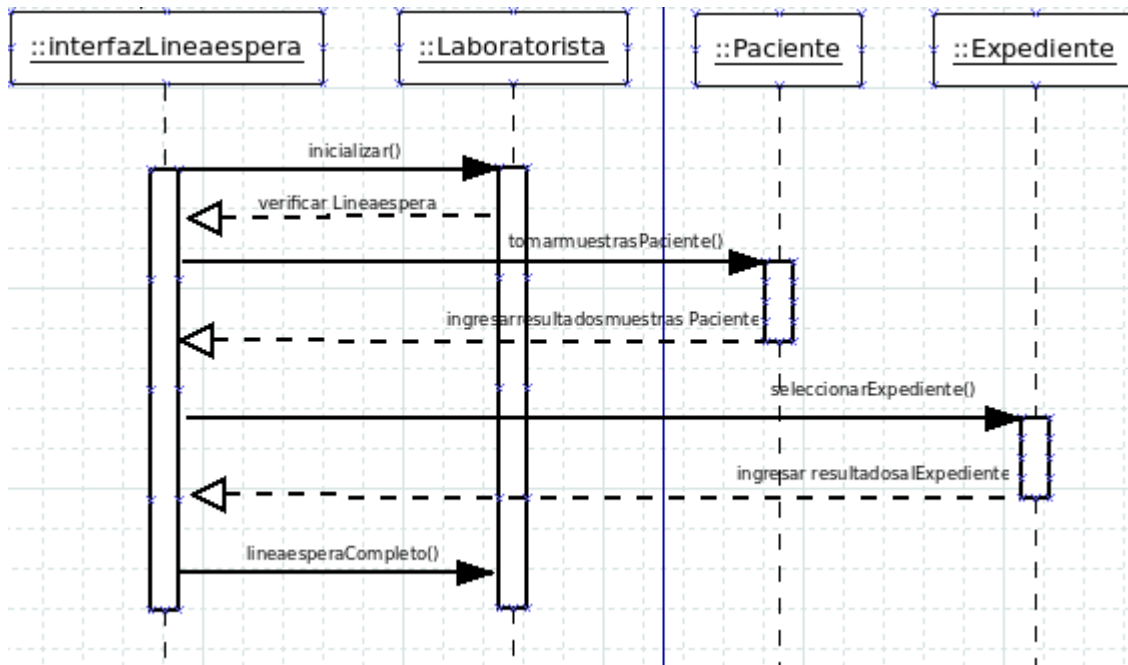 ::interfazLineaespera
::Laboratorista
::Paciente
::Expediente
inicializar()
verificar Lineaespera
tomarmuestrasPaciente()
ingresarresultadosmuestras Paciente
seleccionarExpediente()
ingresar resultadosalExpediente
lineaesperaCompleto()